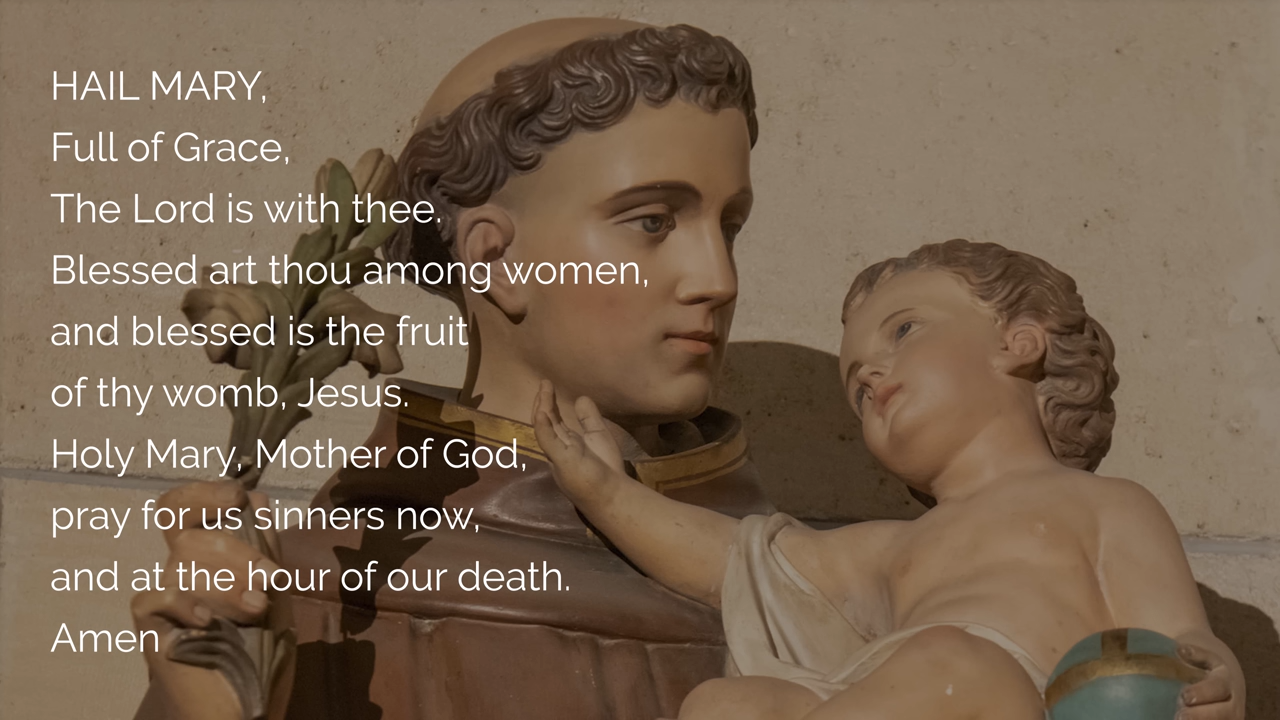 HAIL MARY,
Full of Grace,
The Lord is with thee.
Blessed art thou among women,
and blessed is the fruit
of thy womb, Jesus.
Holy Mary, Mother of God,
pray for us sinners now,
and at the hour of our death.
Amen